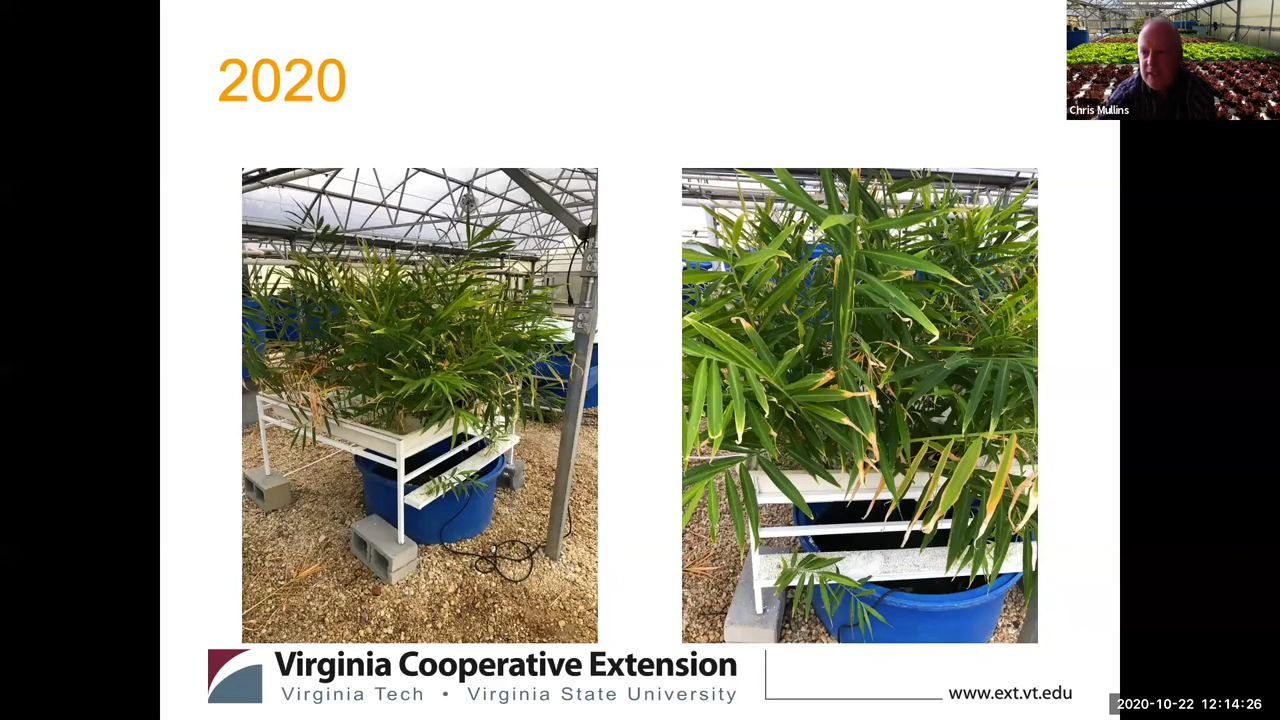 2020
Chris Mullins
Virginia Cooperative Extension
Virginia Tech • Virginia State University
www.ext.vt.edu
2020-10-22 12:14:26